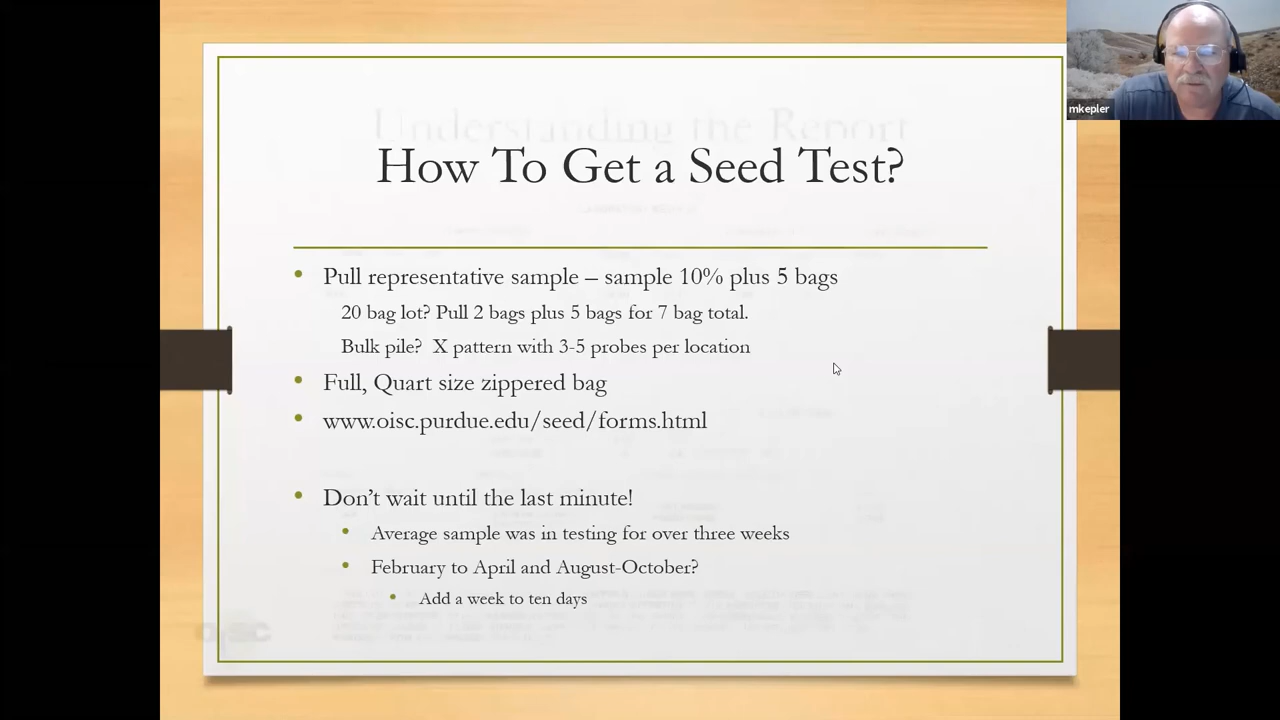 Understanding the Report
How To Get a Seed Test?
mkepler
• Pull representative sample – sample 10% plus 5 bags
20 bag lot? Pull 2 bags plus 5 bags for 7 bag total.
Bulk pile? X pattern with 3-5 probes per location
• Full, Quart size zippered bag
• www.oisc.purdue.edu/seed/forms.html
• Don't wait until the last minute!
• Average sample was in testing for over three weeks
• February to April and August-October?
• Add a week to ten days